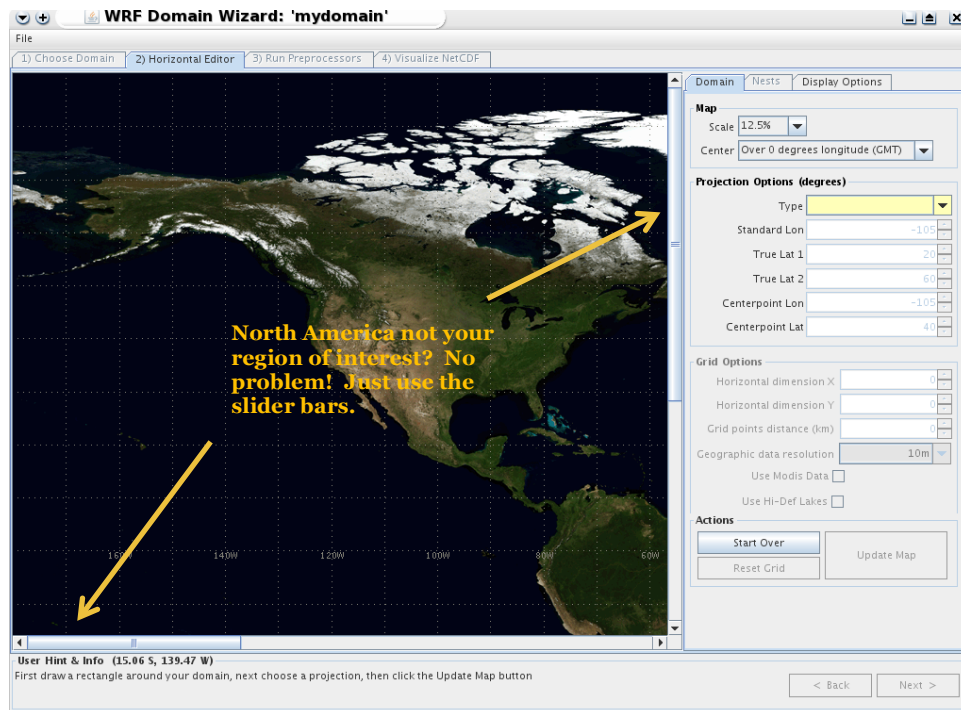 WRF Domain Wizard: 'mydomain'
File
1) Choose Domain 2) Horizontal Editor 3) Run Preprocessors 4) Visualize NetCDF
Domain Nests Display Options
Map
Scale 12.5%
Center Over 0 degrees longitude (GMT)
Projection Options (degrees)
Type
Standard Lon -105
True Lat 1 20
True Lat 2 60
Centerpoint Lon -105
Centerpoint Lat 40
North America not your
region of interest? No
problem! Just use the
slider bars.
Grid Options
Horizontal dimension X 0
Horizontal dimension Y 0
Grid points distance (km) 0
Geographic data resolution 10m
Use Modis Data
Use Hi-Def Lakes
Actions
Start Over
Reset Grid
Update Map
160W 140W 120W 100W 80W 60W
User Hint & Info (15.06 S, 139.47 W)
First draw a rectangle around your domain, next choose a projection, then click the Update Map button
< Back Next >